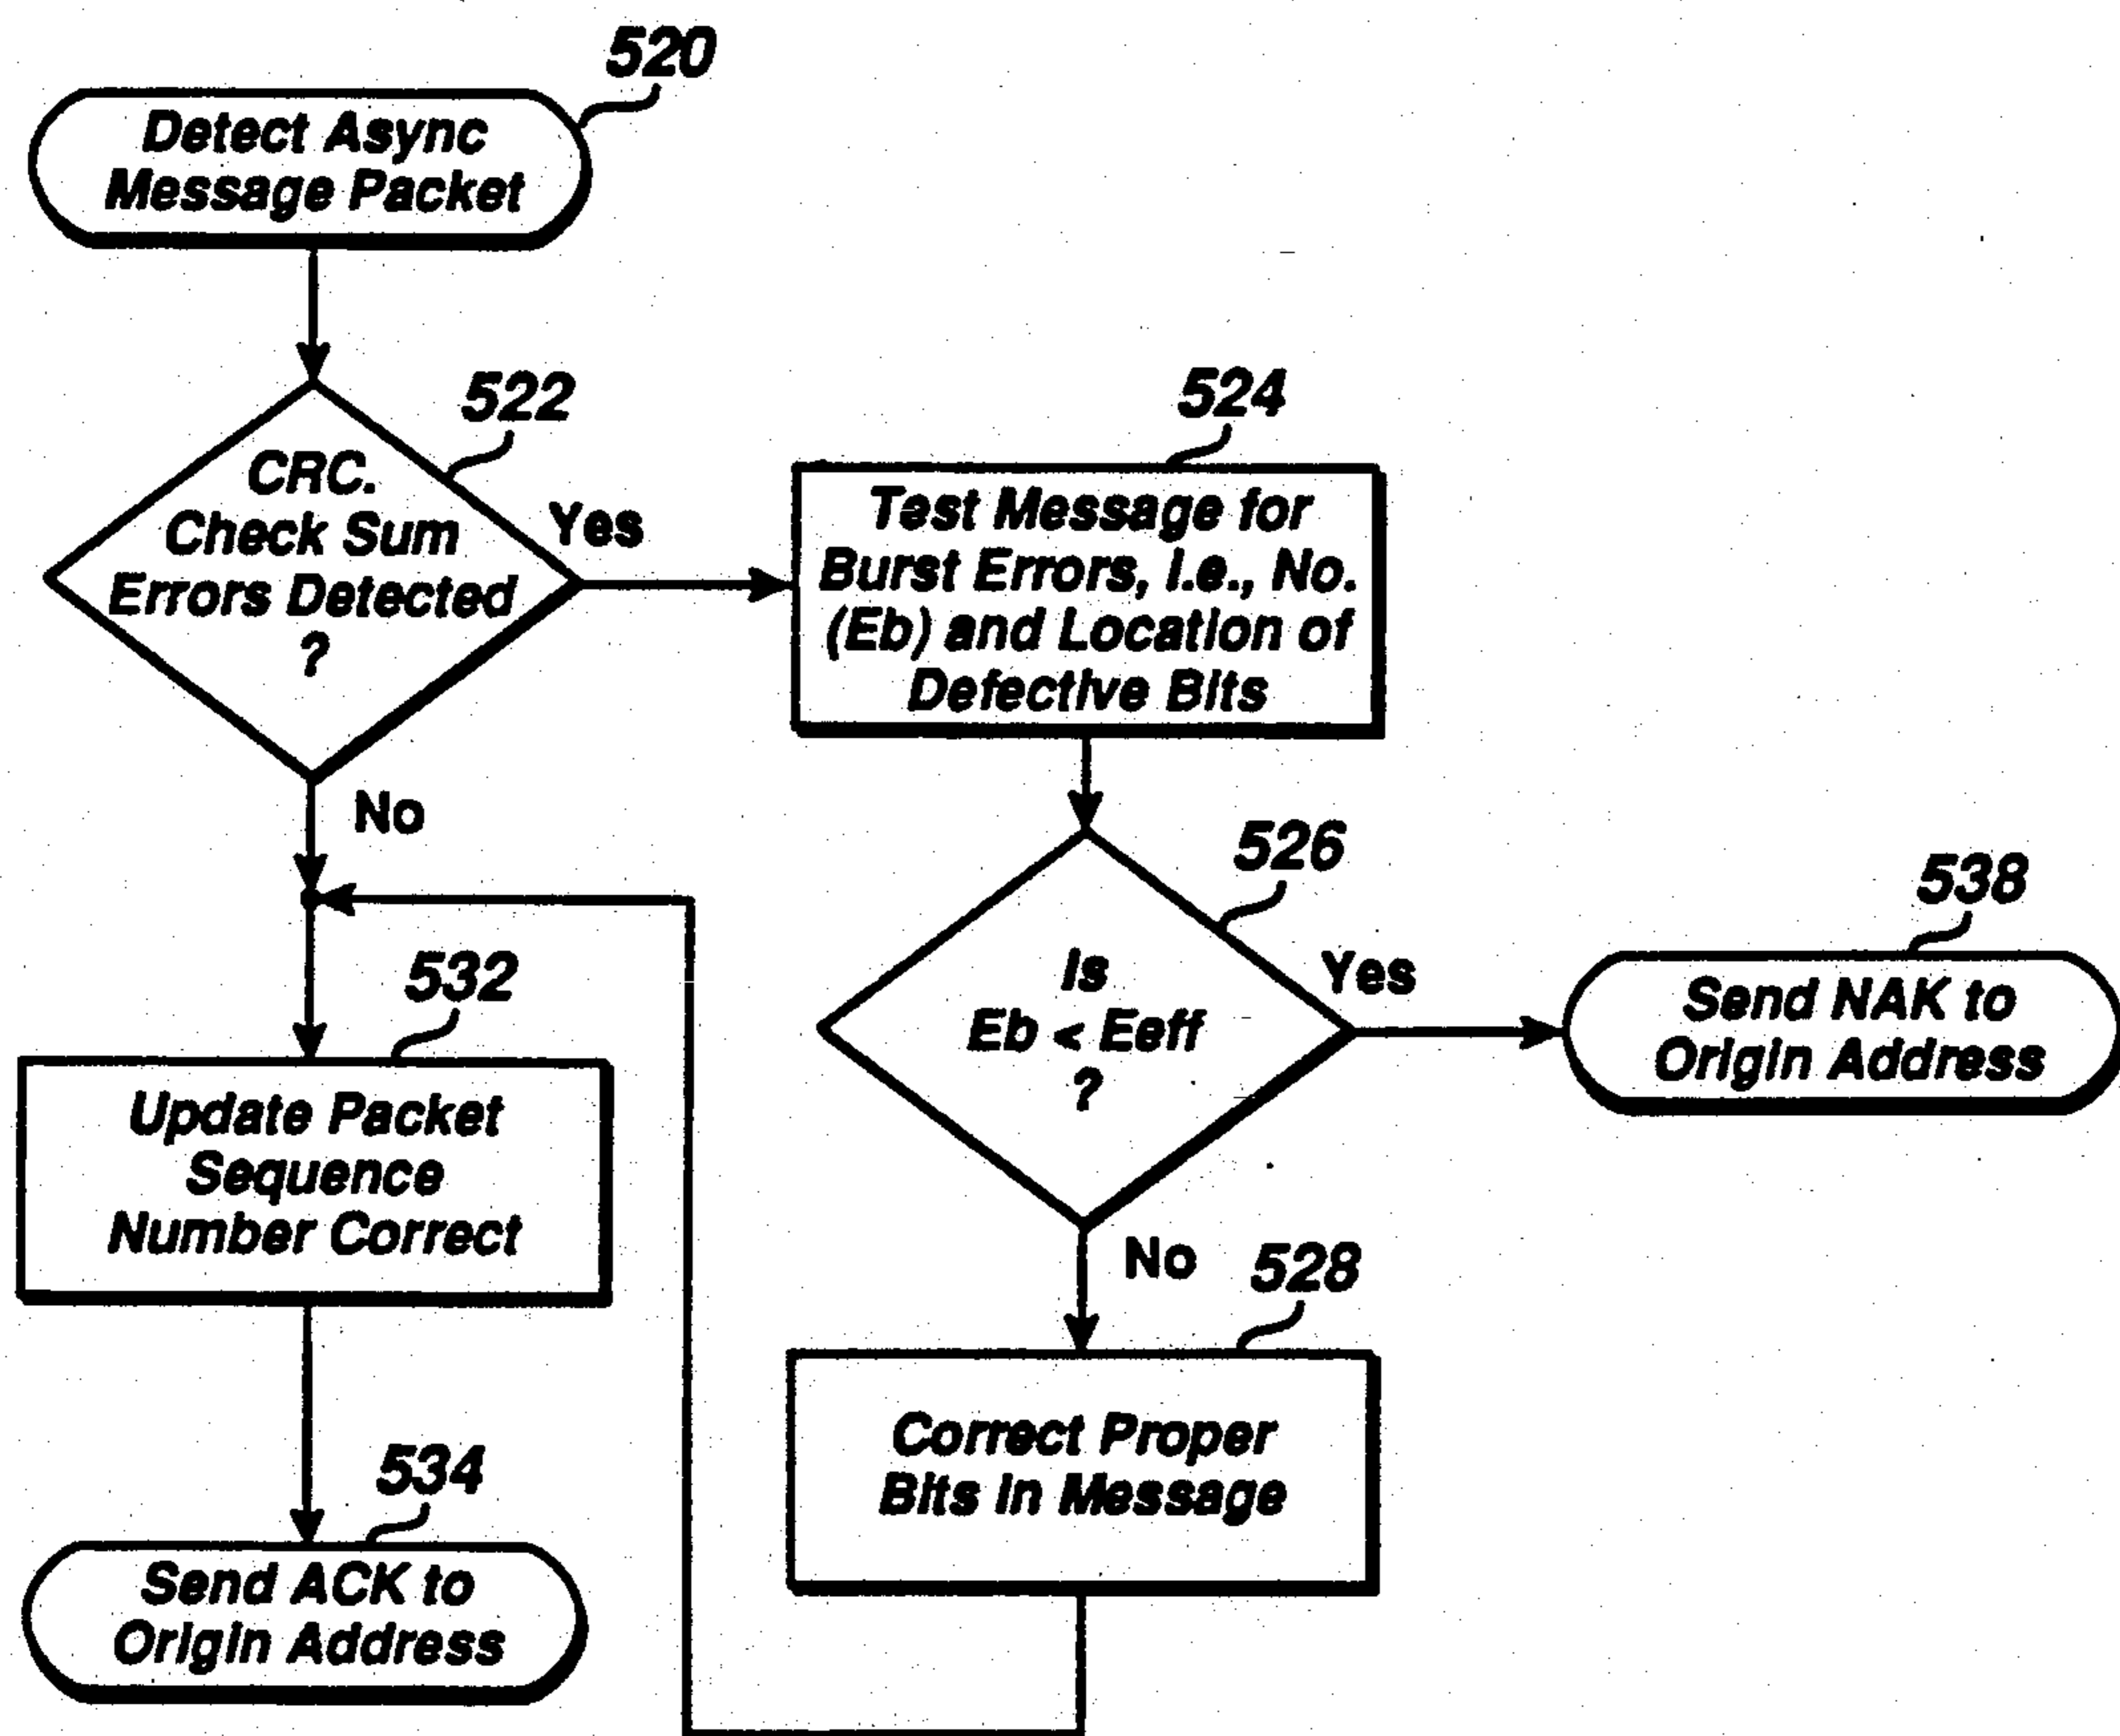 520
Detect Async
Message Packet
522
CRC.
Check Sum
Errors Detected
?
Yes
No
524
Test Message for
Burst Errors, I.e., No.
(Eb) and Location of
Defective Bits
526
Is
Eb < Eeff
?
Yes
No
538
Send NAK to
Origin Address
532
Update Packet
Sequence
Number Correct
528
Correct Proper
Bits in Message
534
Send ACK to
Origin Address